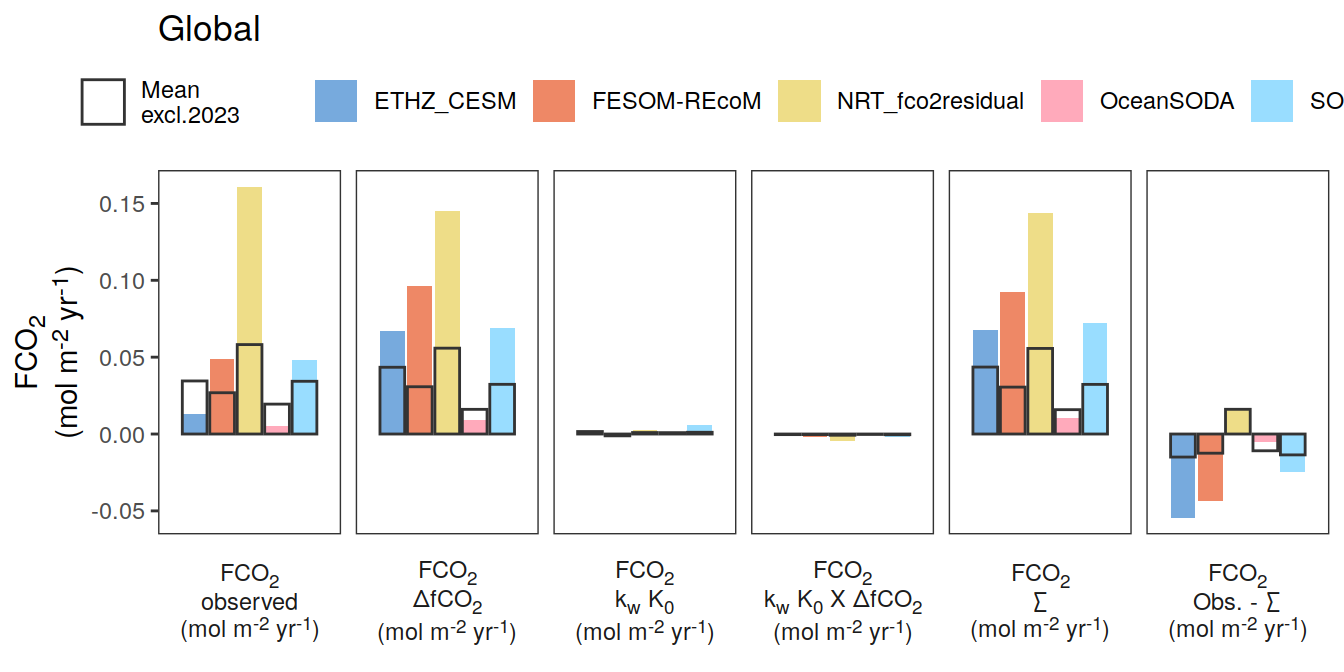 Global
Mean
excl.2023
ETHZ_CESM
FESOM-REcoM
NRT_fco2residual
OceanSODA
SO
FCO₂
(mol m⁻² yr⁻¹)
0.15
0.10
0.05
0.00
-0.05
FCO₂
observed
(mol m⁻² yr⁻¹)
FCO₂
ΔfCO₂
(mol m⁻² yr⁻¹)
FCO₂
k_w K₀
(mol m⁻² yr⁻¹)
FCO₂
k_w K₀ X ΔfCO₂
(mol m⁻² yr⁻¹)
FCO₂
Σ
(mol m⁻² yr⁻¹)
FCO₂
Obs. - Σ
(mol m⁻² yr⁻¹)